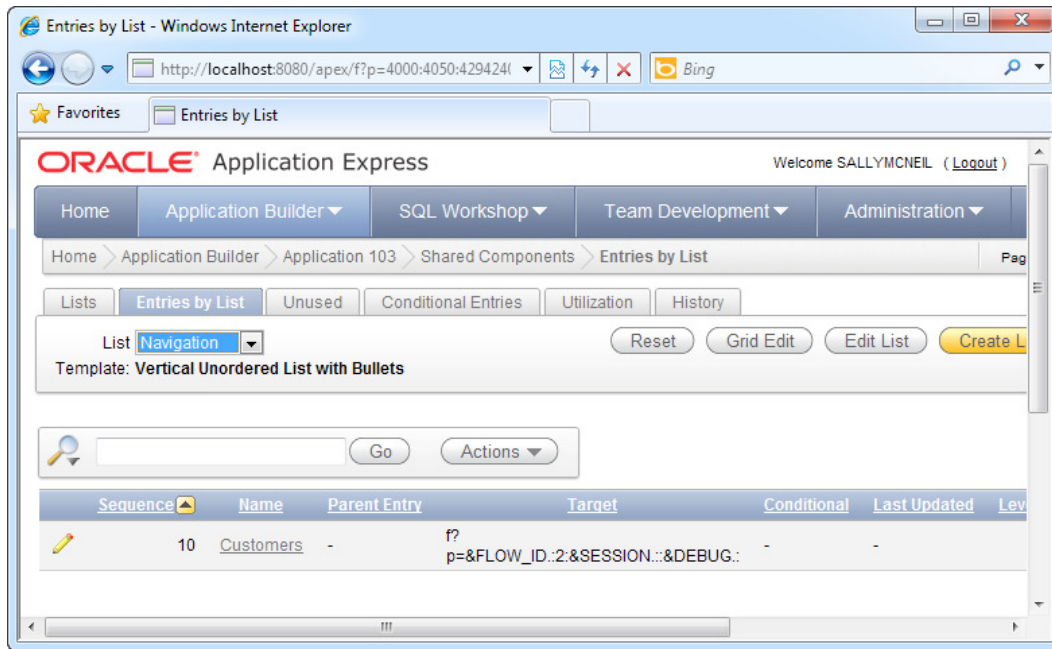 Entries by List - Windows Internet Explorer
http://localhost:8080/apex/f?p=4000:4050:429424( Bing
Favorites Entries by List
ORACLE Application Express Welcome SALLYMCNEIL ( Logout )
Home Application Builder SQL Workshop Team Development Administration
Home Application Builder Application 103 Shared Components Entries by List Pag
Lists Entries by List Unused Conditional Entries Utilization History
List Navigation Reset Grid Edit Edit List Create L
Template: Vertical Unordered List with Bullets
Go Actions
Sequence Name Parent Entry Target Conditional Last Updated Lev
10 Customers - f?
p=&FLOW_ID.:2:&SESSION.::&DEBUG.: - -